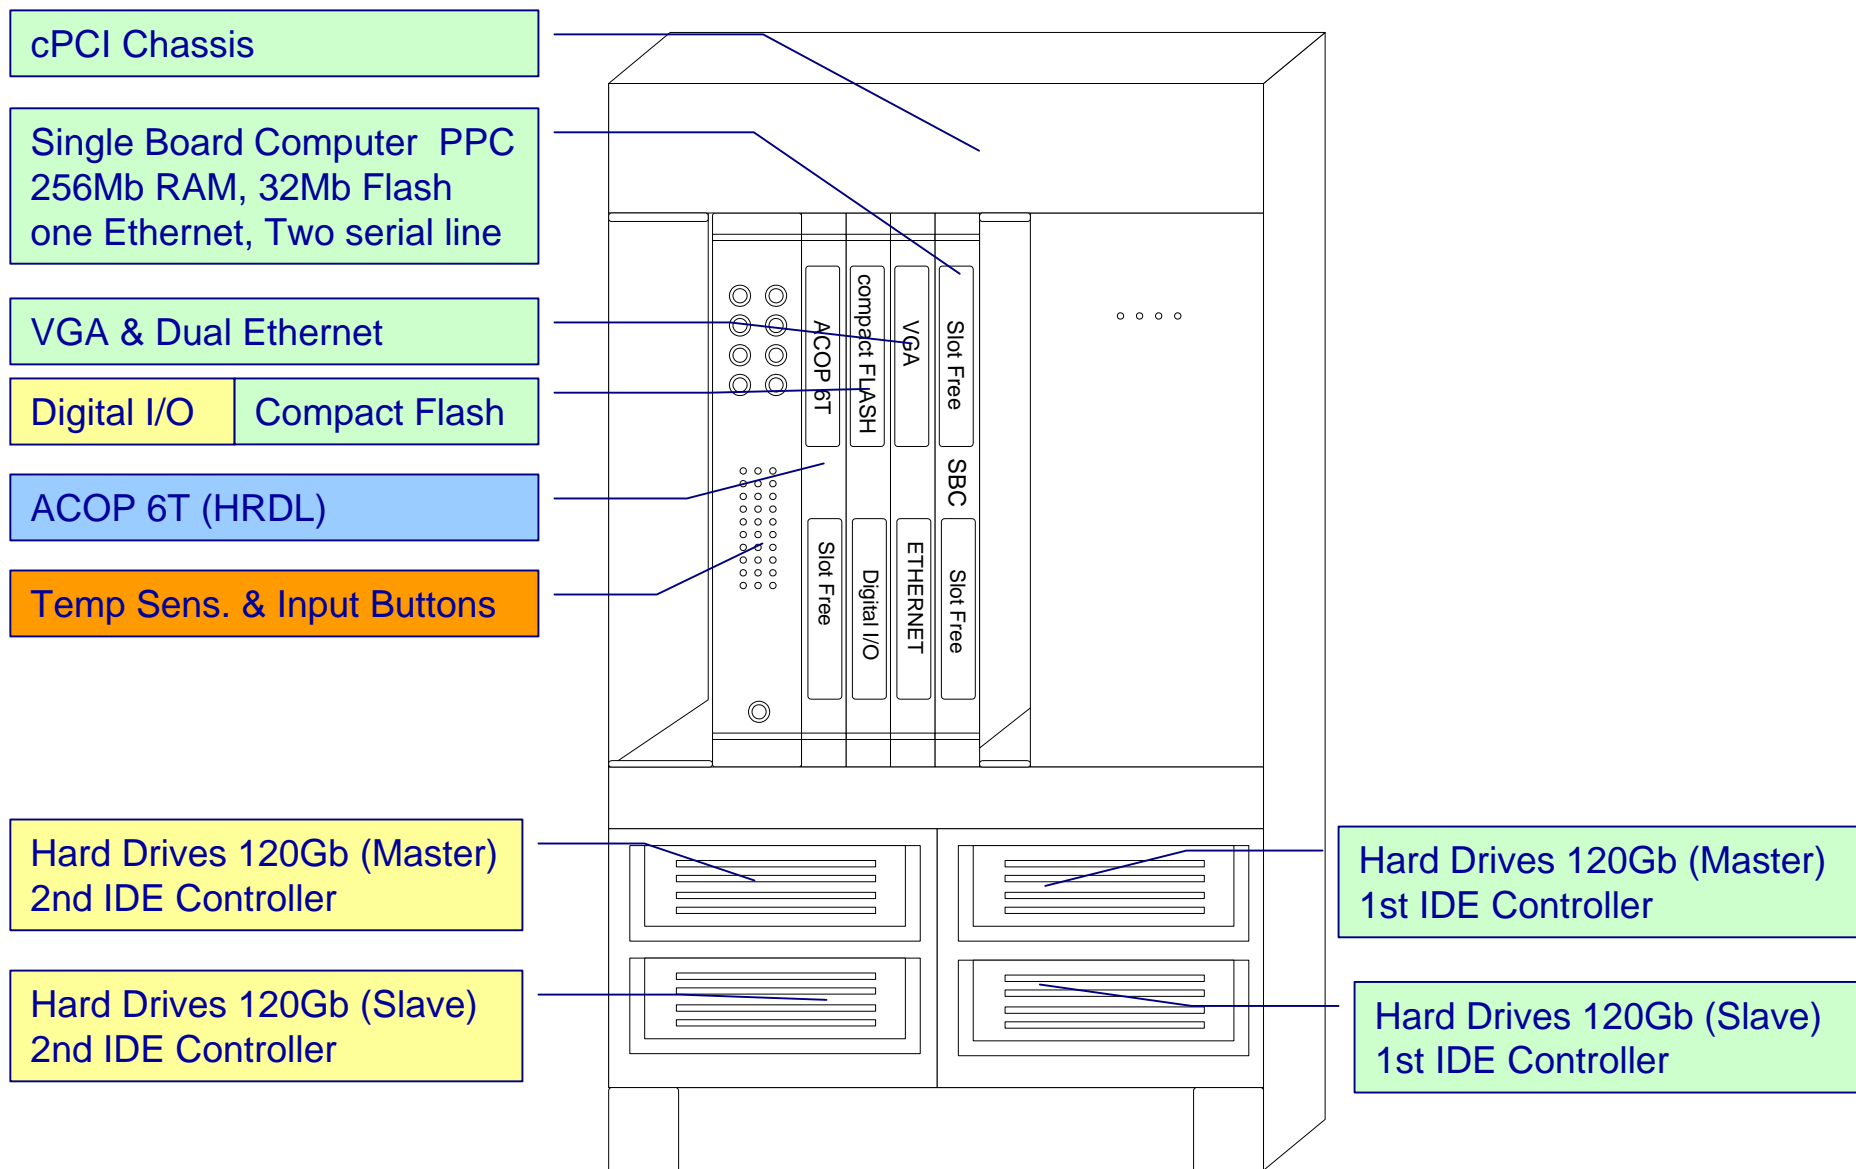 cPCI Chassis
Single Board Computer PPC
256Mb RAM, 32Mb Flash
one Ethernet, Two serial line
VGA & Dual Ethernet
Digital I/O
Compact Flash
ACOP 6T (HRDL)
Temp Sens. & Input Buttons
ACOP 6T
compact FLASH
VGA
Slot Free
SBC
Slot Free
Digital I/O
ETHERNET
Slot Free
Hard Drives 120Gb (Master)
2nd IDE Controller
Hard Drives 120Gb (Slave)
2nd IDE Controller
Hard Drives 120Gb (Master)
1st IDE Controller
Hard Drives 120Gb (Slave)
1st IDE Controller